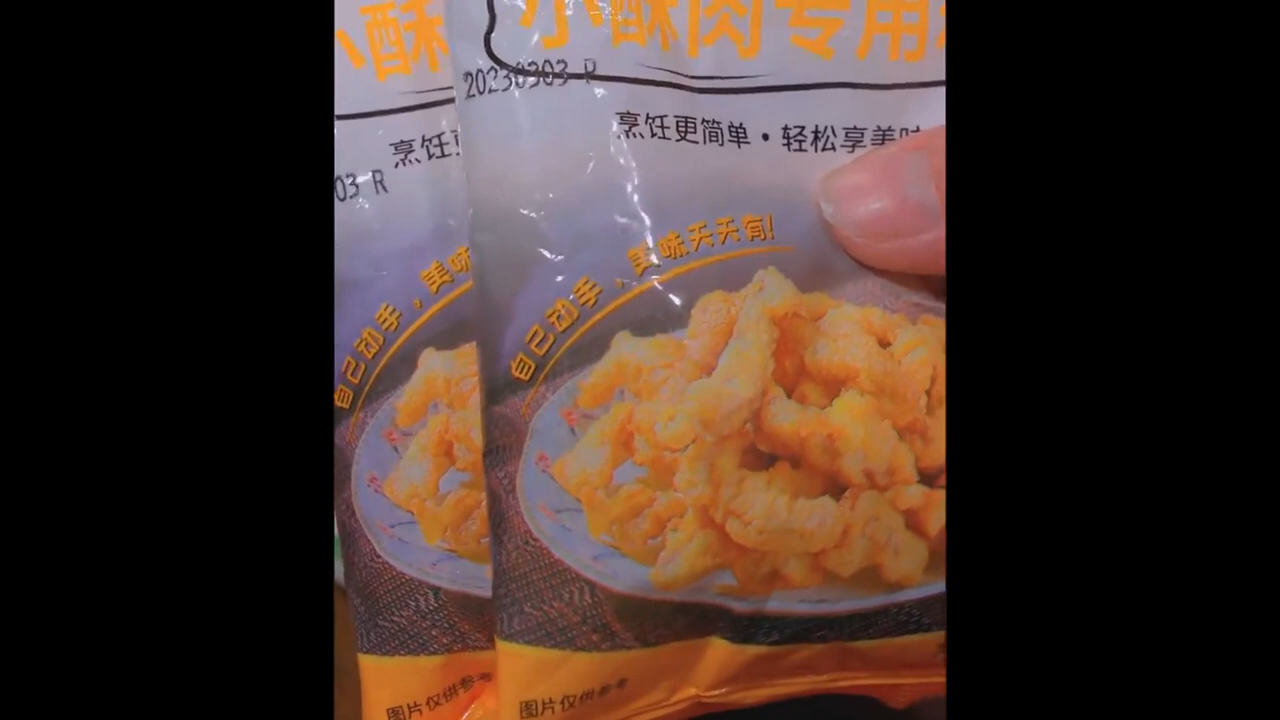 小酥肉专用
20230303 R
烹饪更简单·轻松享美味
自己动手，美味天天有!
图片仅供参考
小酥
03 R
烹饪
自己动手，美味
图片仅供参考